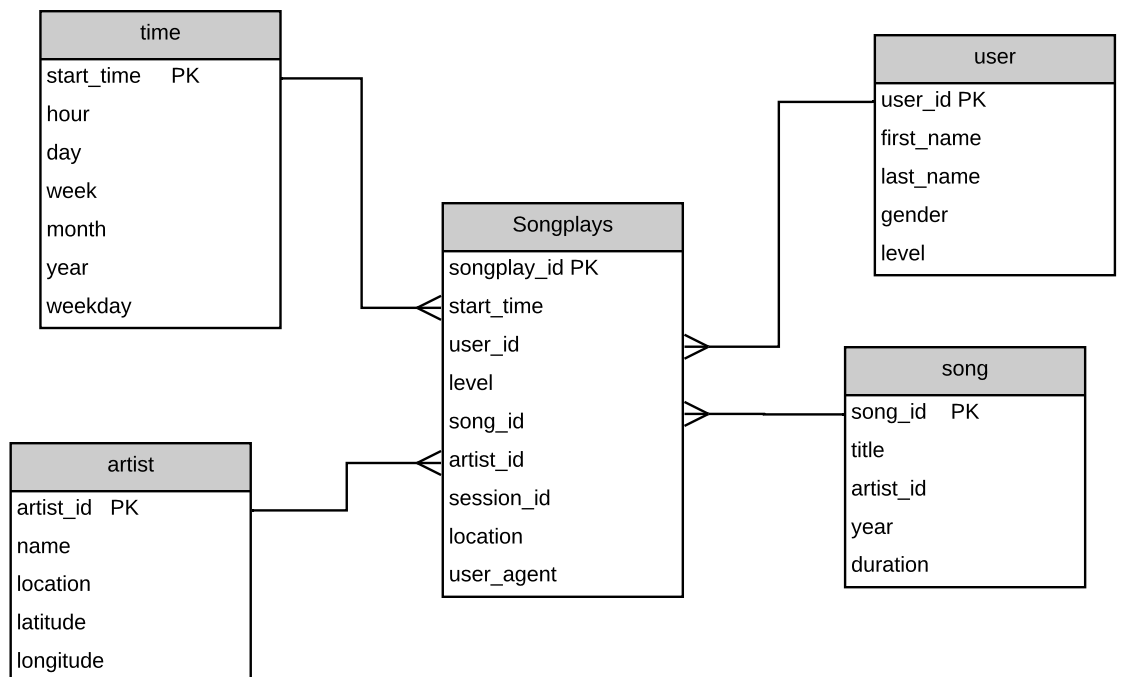 time
start_time PK
hour
day
week
month
year
weekday
user
user_id PK
first_name
last_name
gender
level
Songplays
songplay_id PK
start_time
user_id
level
song_id
artist_id
session_id
location
user_agent
song
song_id PK
title
artist_id
year
duration
artist
artist_id PK
name
location
latitude
longitude